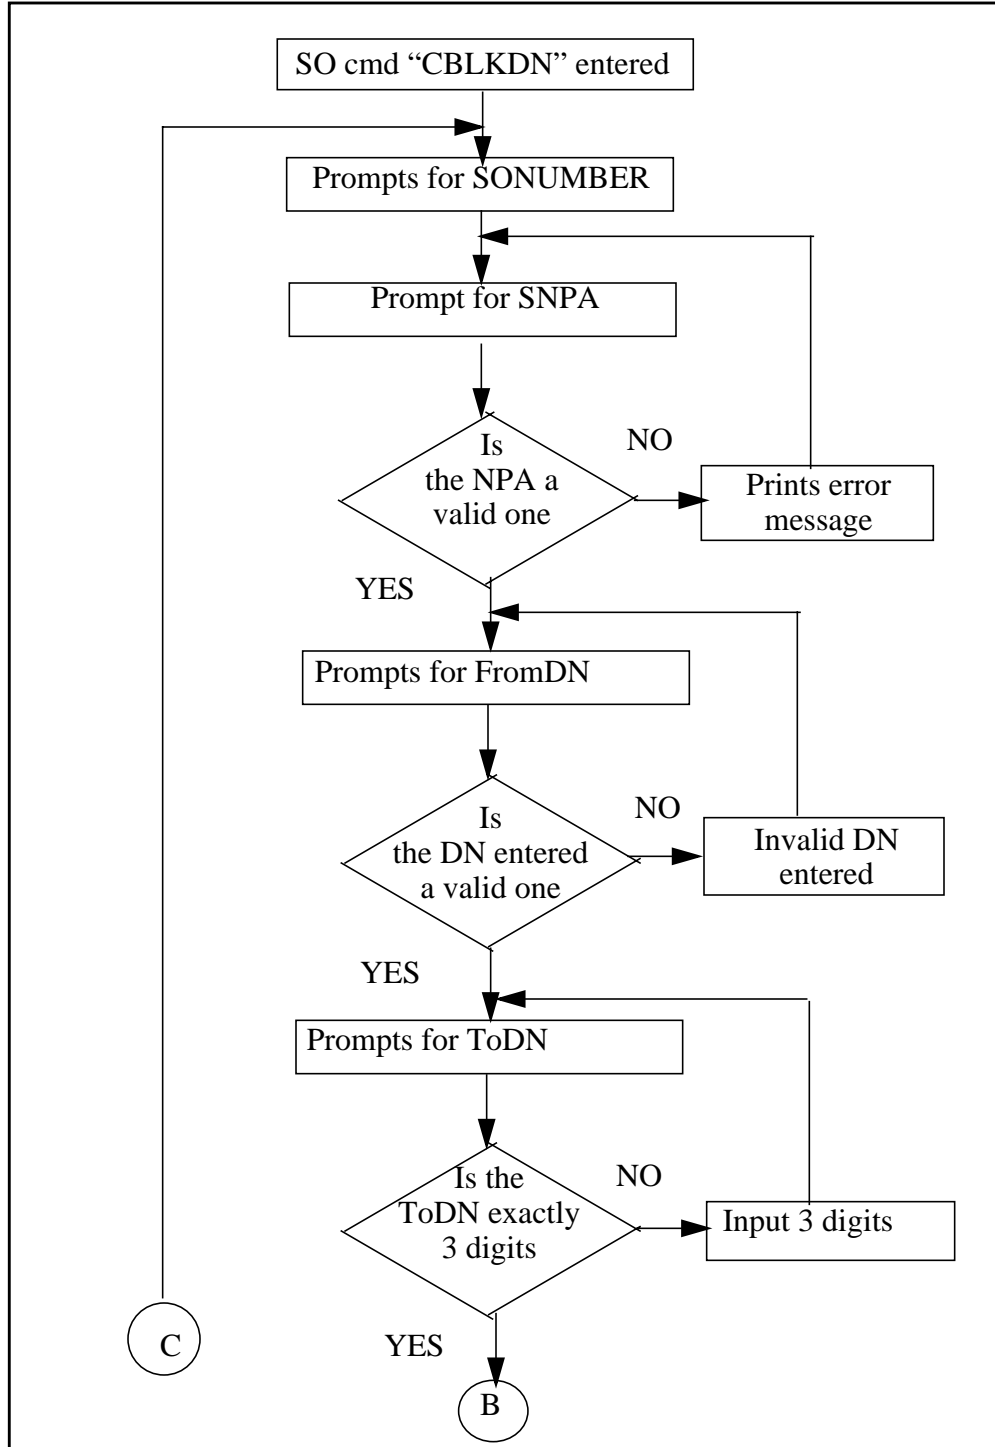 SO cmd “CBLKDN” entered
Prompts for SONUMBER
Prompt for SNPA
Is
the NPA a
valid one
NO
Prints error
message
YES
Prompts for FromDN
Is
the DN entered
a valid one
NO
Invalid DN
entered
YES
Prompts for ToDN
Is the
ToDN exactly
3 digits
NO
Input 3 digits
YES
C
B